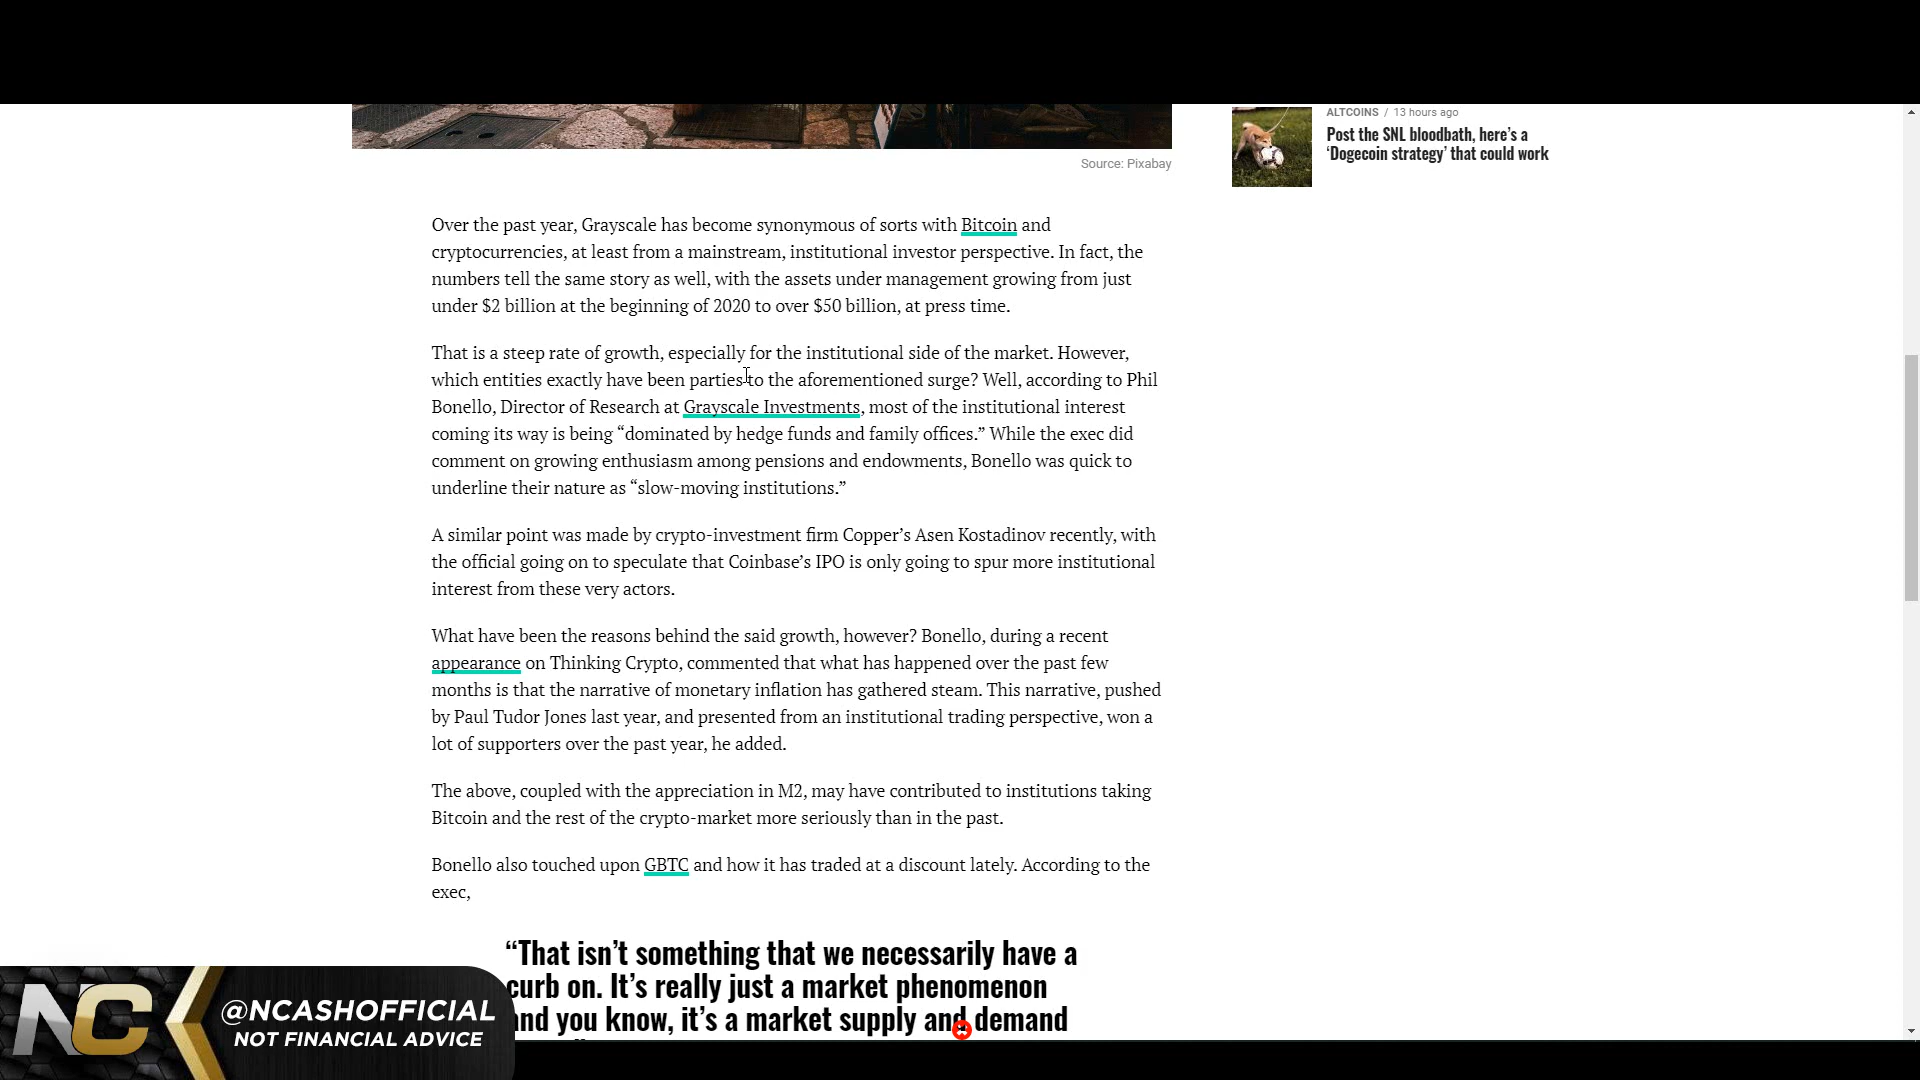 ALTCOINS / 13 hours ago
Post the SNL bloodbath, here’s a
‘Dogecoin strategy’ that could work
Source: Pixabay
Over the past year, Grayscale has become synonymous of sorts with Bitcoin and
cryptocurrencies, at least from a mainstream, institutional investor perspective. In fact, the
numbers tell the same story as well, with the assets under management growing from just
under $2 billion at the beginning of 2020 to over $50 billion, at press time.
That is a steep rate of growth, especially for the institutional side of the market. However,
which entities exactly have been parties to the aforementioned surge? Well, according to Phil
Bonello, Director of Research at Grayscale Investments, most of the institutional interest
coming its way is being “dominated by hedge funds and family offices.” While the exec did
comment on growing enthusiasm among pensions and endowments, Bonello was quick to
underline their nature as “slow-moving institutions.”
A similar point was made by crypto-investment firm Copper’s Asen Kostadinov recently, with
the official going on to speculate that Coinbase’s IPO is only going to spur more institutional
interest from these very actors.
What have been the reasons behind the said growth, however? Bonello, during a recent
appearance on Thinking Crypto, commented that what has happened over the past few
months is that the narrative of monetary inflation has gathered steam. This narrative, pushed
by Paul Tudor Jones last year, and presented from an institutional trading perspective, won a
lot of supporters over the past year, he added.
The above, coupled with the appreciation in M2, may have contributed to institutions taking
Bitcoin and the rest of the crypto-market more seriously than in the past.
Bonello also touched upon GBTC and how it has traded at a discount lately. According to the
exec,
“That isn’t something that we necessarily have a
curb on. It’s really just a market phenomenon
and you know, it’s a market supply and demand
NC
@NCASHOFFICIAL
NOT FINANCIAL ADVICE